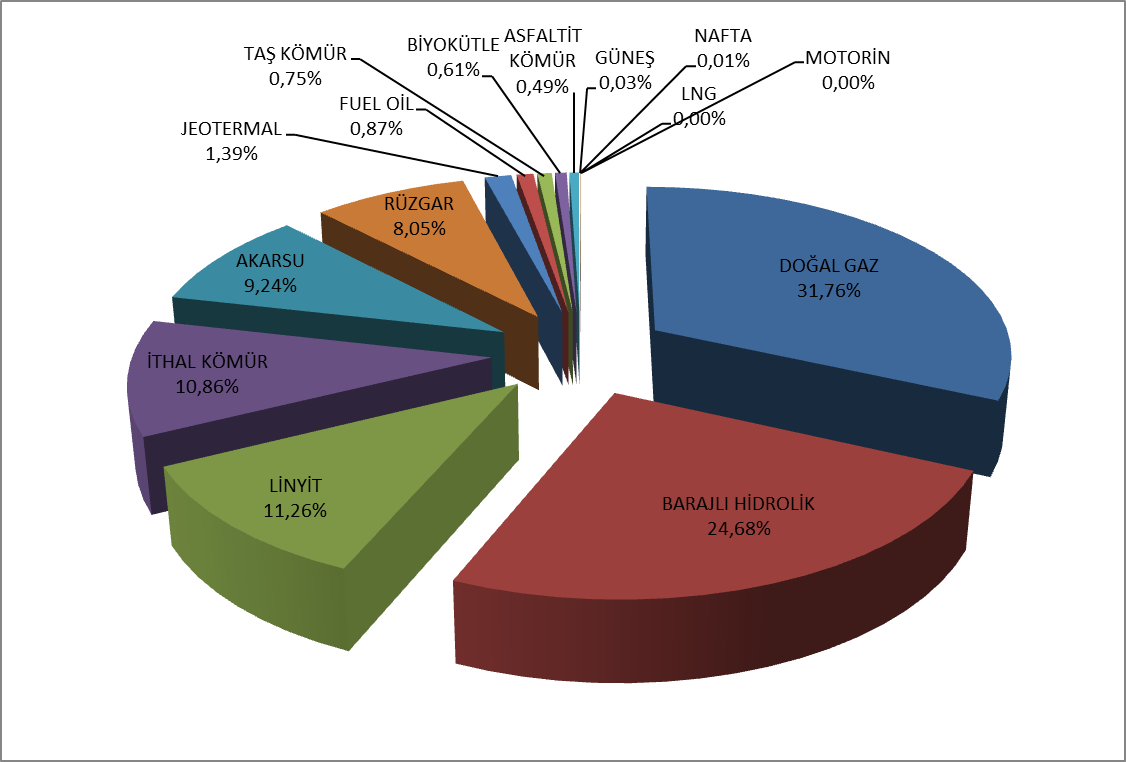 TAŞ KÖMÜR
0,75%
BİYOKÜTLE
0,61%
ASFALTİT
KÖMÜR
0,49%
GÜNEŞ
0,03%
NAFTA
0,01%
MOTORİN
0,00%
LNG
0,00%
FUEL OİL
0,87%
JEOTERMAL
1,39%
RÜZGAR
8,05%
AKARSU
9,24%
DOĞAL GAZ
31,76%
İTHAL KÖMÜR
10,86%
LİNYİT
11,26%
BARAJLI HİDROLİK
24,68%